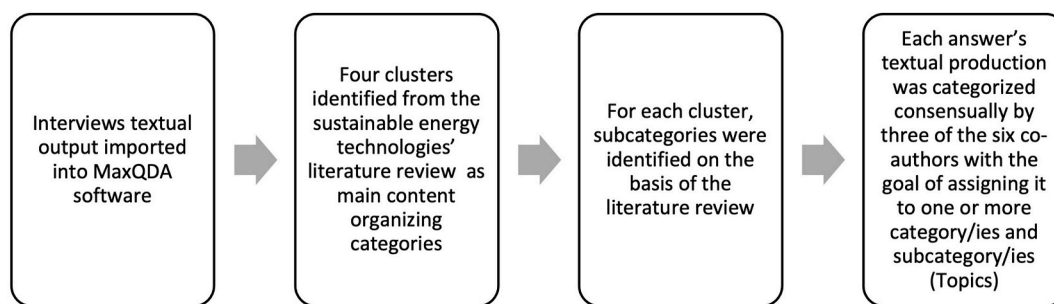 Interviews textual
output imported
into MaxQDA
software
Four clusters
identified from the
sustainable energy
technologies'
literature review as
main content
organizing
categories
For each cluster,
subcategories were
identified on the
basis of the
literature review
Each answer's
textual production
was categorized
consensually by
three of the six co-
authors with the
goal of assigning it
to one or more
category/ies and
subcategory/ies
(Topics)